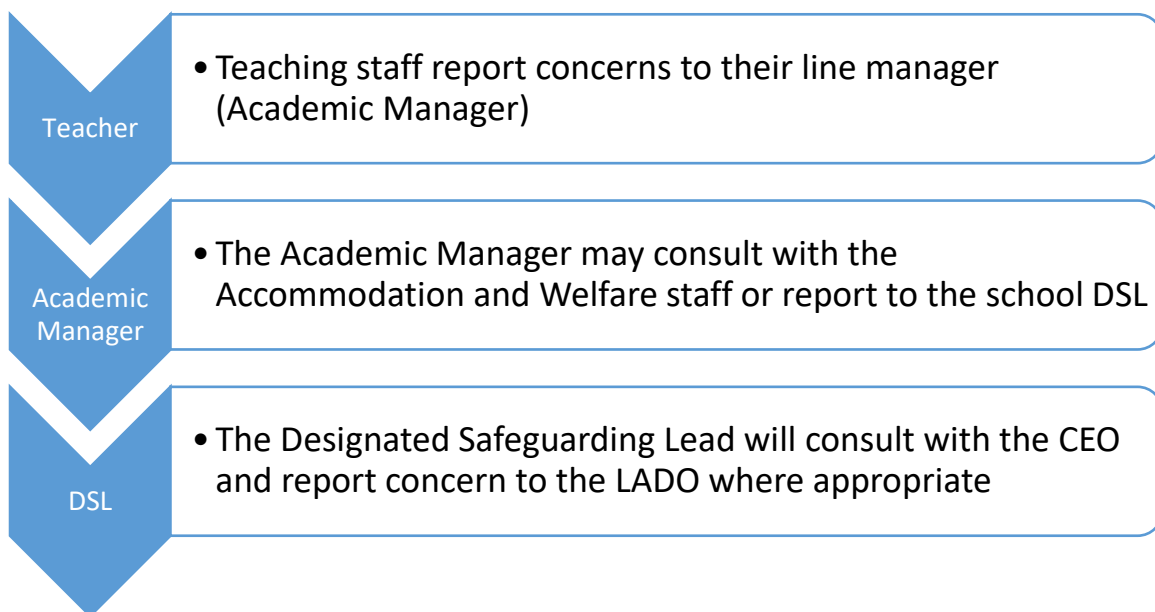 Teacher
• Teaching staff report concerns to their line manager
(Academic Manager)
Academic
Manager
• The Academic Manager may consult with the
Accommodation and Welfare staff or report to the school DSL
DSL
• The Designated Safeguarding Lead will consult with the CEO
and report concern to the LADO where appropriate